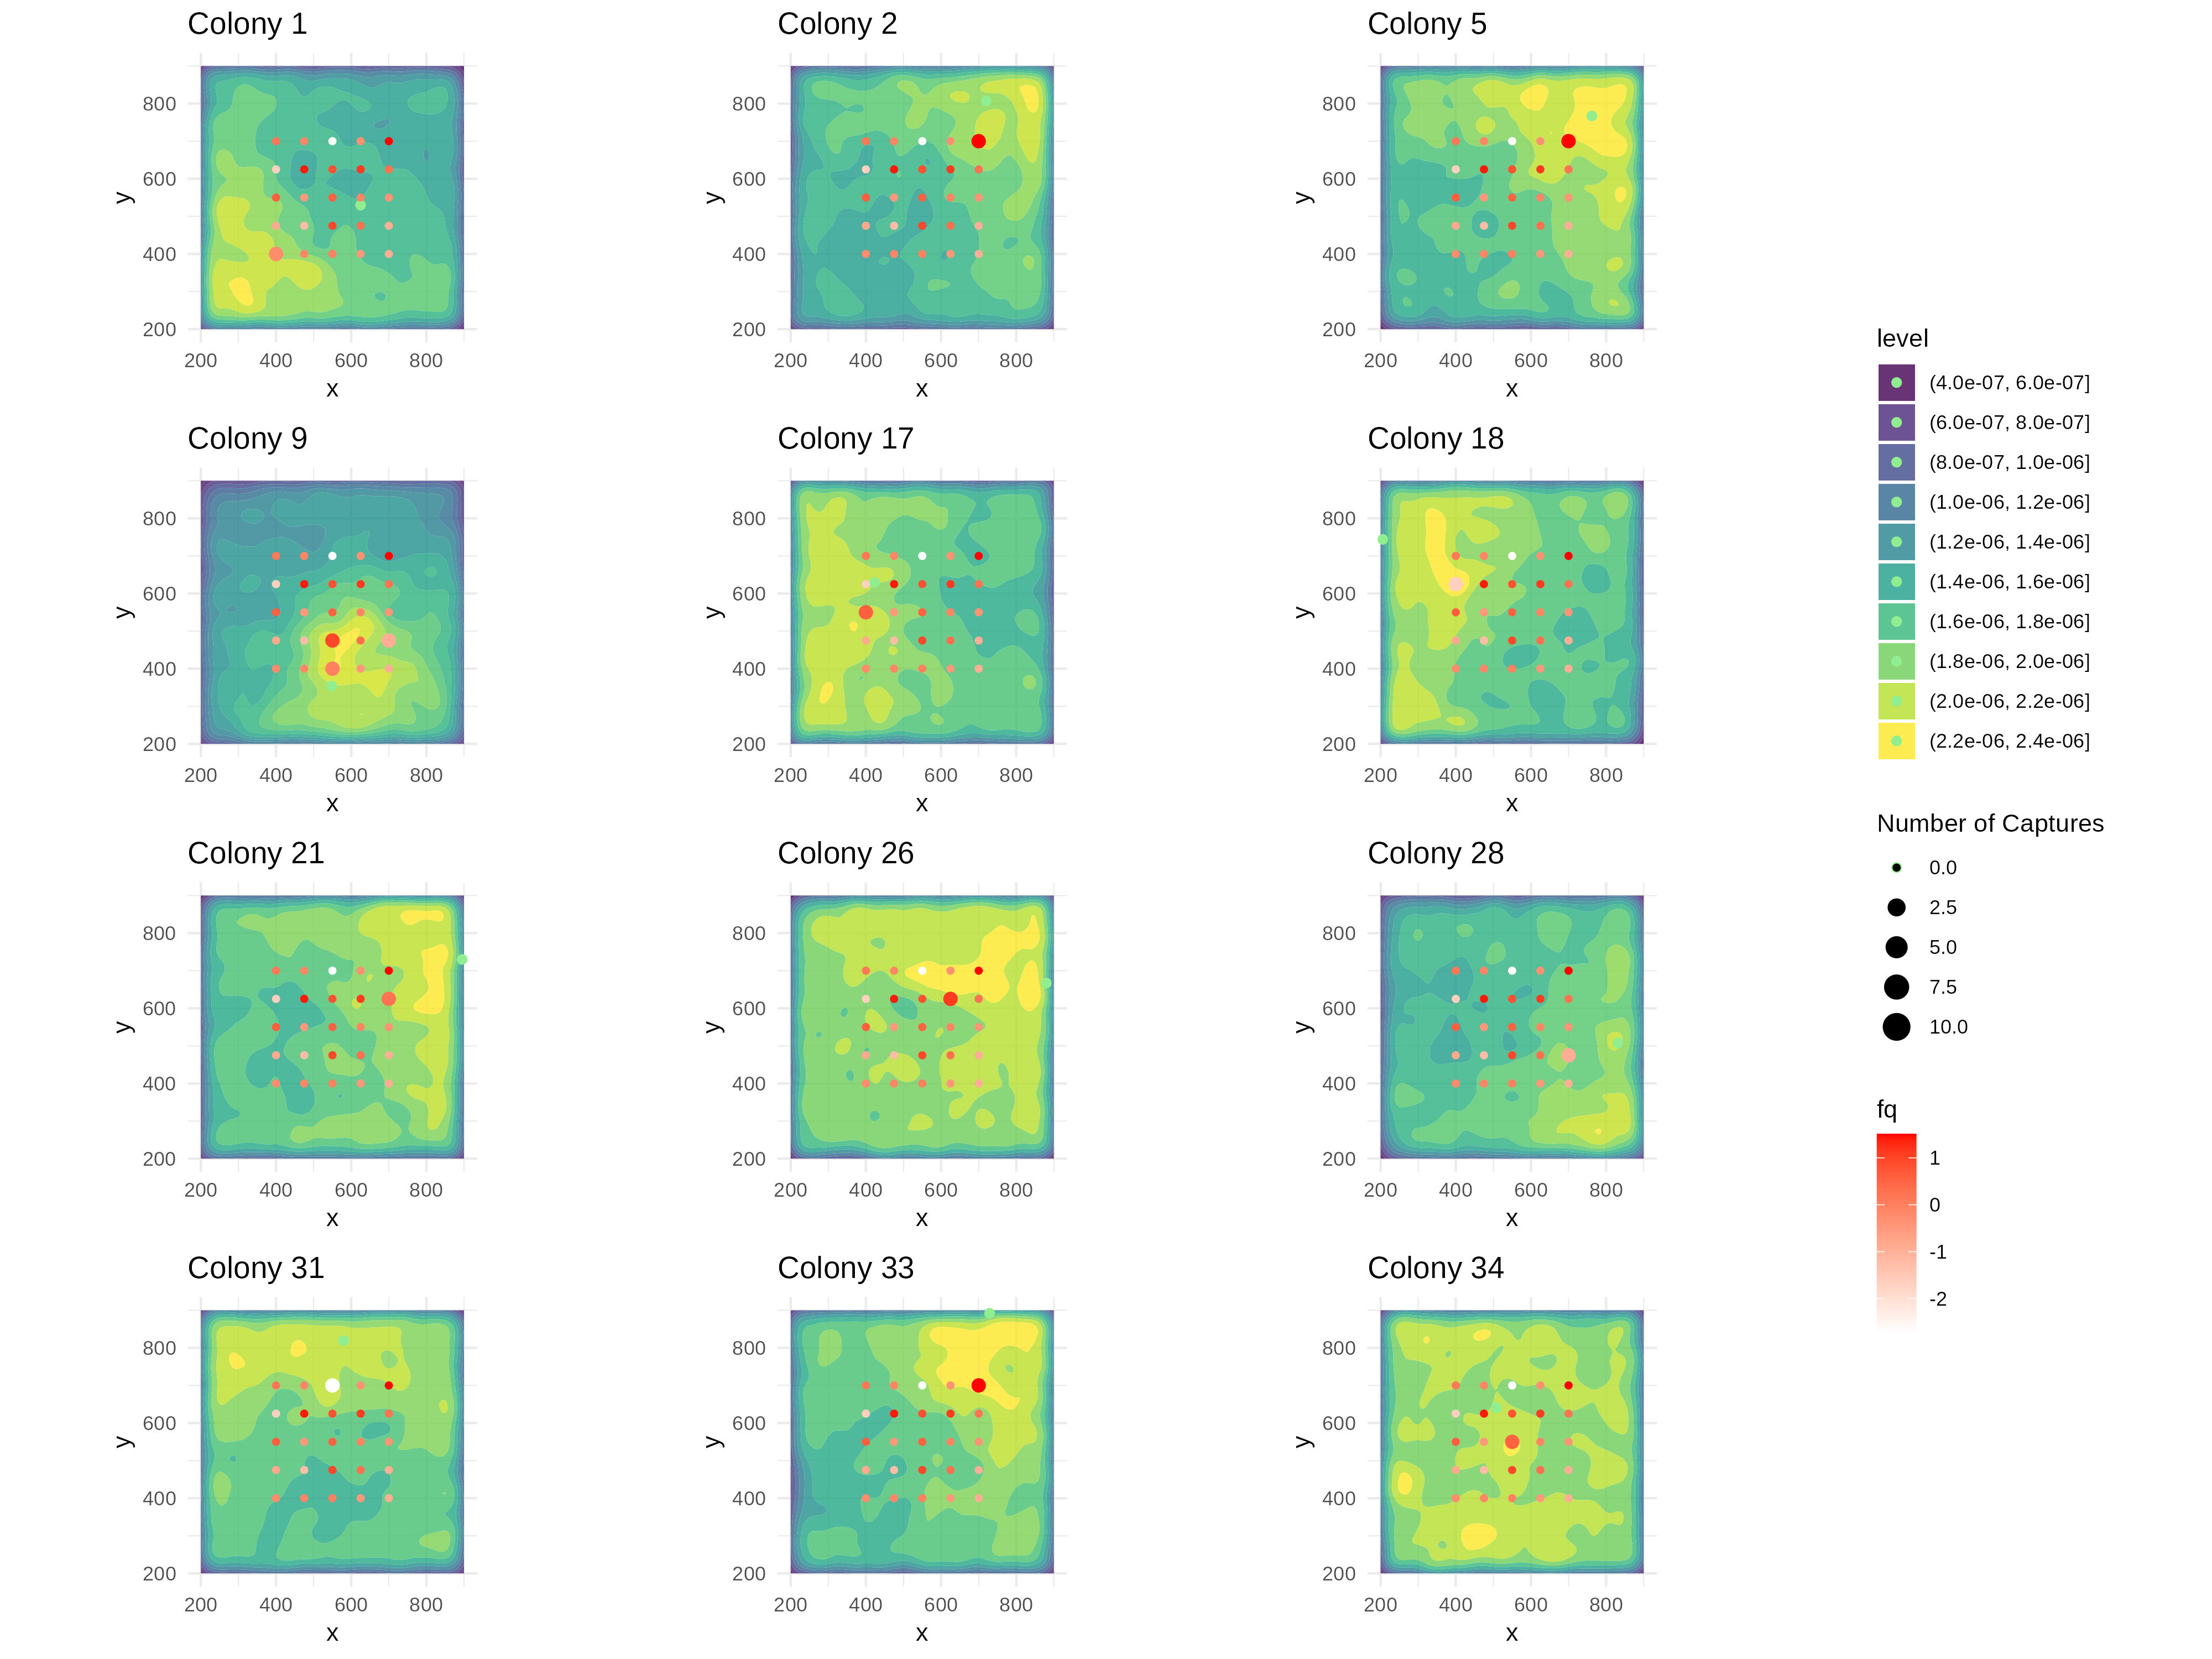 Colony 1
Colony 2
Colony 5
800
600
400
200
y
200 400 600 800
x
800
600
400
200
y
200 400 600 800
x
800
600
400
200
y
200 400 600 800
x
Colony 9
Colony 17
Colony 18
800
600
400
200
y
200 400 600 800
x
800
600
400
200
y
200 400 600 800
x
800
600
400
200
y
200 400 600 800
x
Colony 21
Colony 26
Colony 28
800
600
400
200
y
200 400 600 800
x
800
600
400
200
y
200 400 600 800
x
800
600
400
200
y
200 400 600 800
x
Colony 31
Colony 33
Colony 34
800
600
400
200
y
200 400 600 800
x
800
600
400
200
y
200 400 600 800
x
800
600
400
200
y
200 400 600 800
x
level
(4.0e-07, 6.0e-07]
(6.0e-07, 8.0e-07]
(8.0e-07, 1.0e-06]
(1.0e-06, 1.2e-06]
(1.2e-06, 1.4e-06]
(1.4e-06, 1.6e-06]
(1.6e-06, 1.8e-06]
(1.8e-06, 2.0e-06]
(2.0e-06, 2.2e-06]
(2.2e-06, 2.4e-06]
Number of Captures
0.0
2.5
5.0
7.5
10.0
fq
1
0
-1
-2